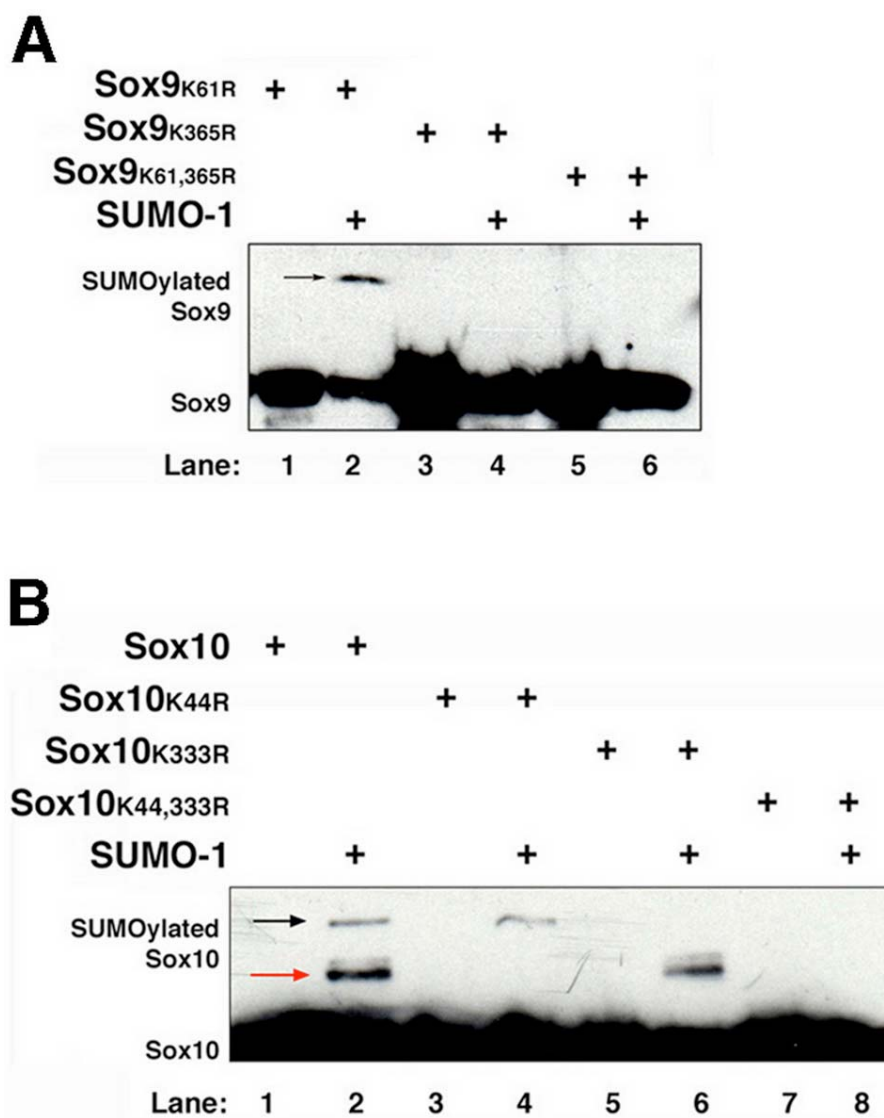 A
Sox9K61R + +
Sox9K365R + +
Sox9K61,365R + +
SUMO-1 + + +
SUMOylated
Sox9
Sox9
Lane: 1 2 3 4 5 6
B
Sox10 + +
Sox10K44R + +
Sox10K333R + +
Sox10K44,333R + +
SUMO-1 + + + +
SUMOylated
Sox10
Sox10
Lane: 1 2 3 4 5 6 7 8